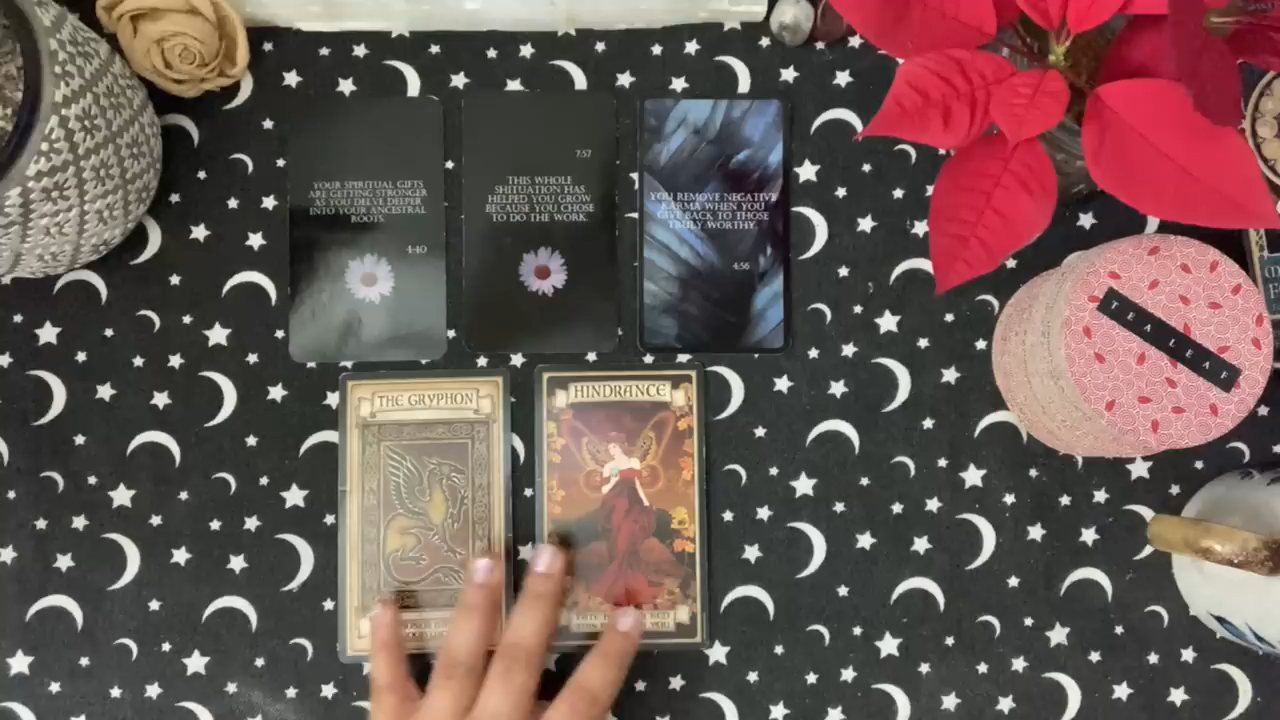 YOUR SPIRITUAL GIFTS
ARE GETTING STRONGER
AS YOU DELVE DEEPER
INTO YOUR ANCESTRAL
ROOTS.
4:40
7:57
THIS WHOLE
SHITUATION HAS
HELPED YOU GROW
BECAUSE YOU CHOSE
TO DO THE WORK.
YOU REMOVE NEGATIVE
KARMA WHEN YOU
GIVE BACK TO THOSE
TRULY WORTHY.
4:56
THE GRYPHON
HINDRANCE
YOU
TEA LEAF